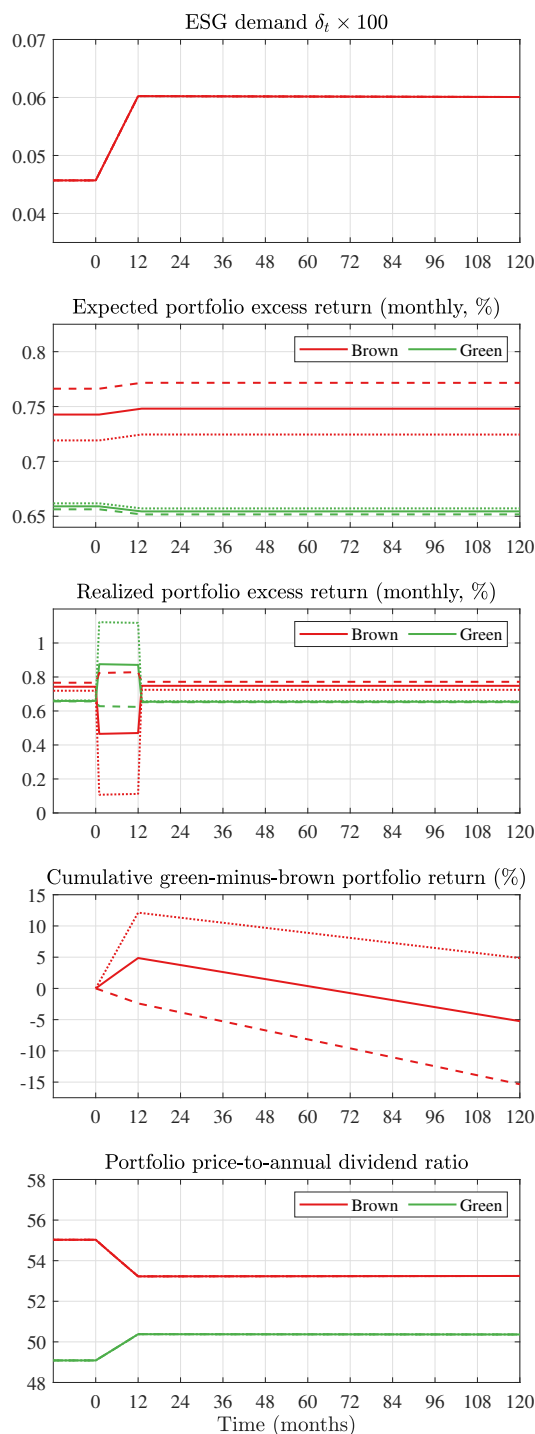 ESG demand δₜ × 100
0.07
0.06
0.05
0.04
0 12 24 36 48 60 72 84 96 108 120
Expected portfolio excess return (monthly, %)
Brown Green
0.8
0.75
0.7
0.65
0 12 24 36 48 60 72 84 96 108 120
Realized portfolio excess return (monthly, %)
Brown Green
1
0.8
0.6
0.4
0.2
0
0 12 24 36 48 60 72 84 96 108 120
Cumulative green-minus-brown portfolio return (%)
15
10
5
0
-5
-10
-15
0 12 24 36 48 60 72 84 96 108 120
Portfolio price-to-annual dividend ratio
58
Brown Green
56
54
52
50
48
0 12 24 36 48 60 72 84 96 108 120
Time (months)